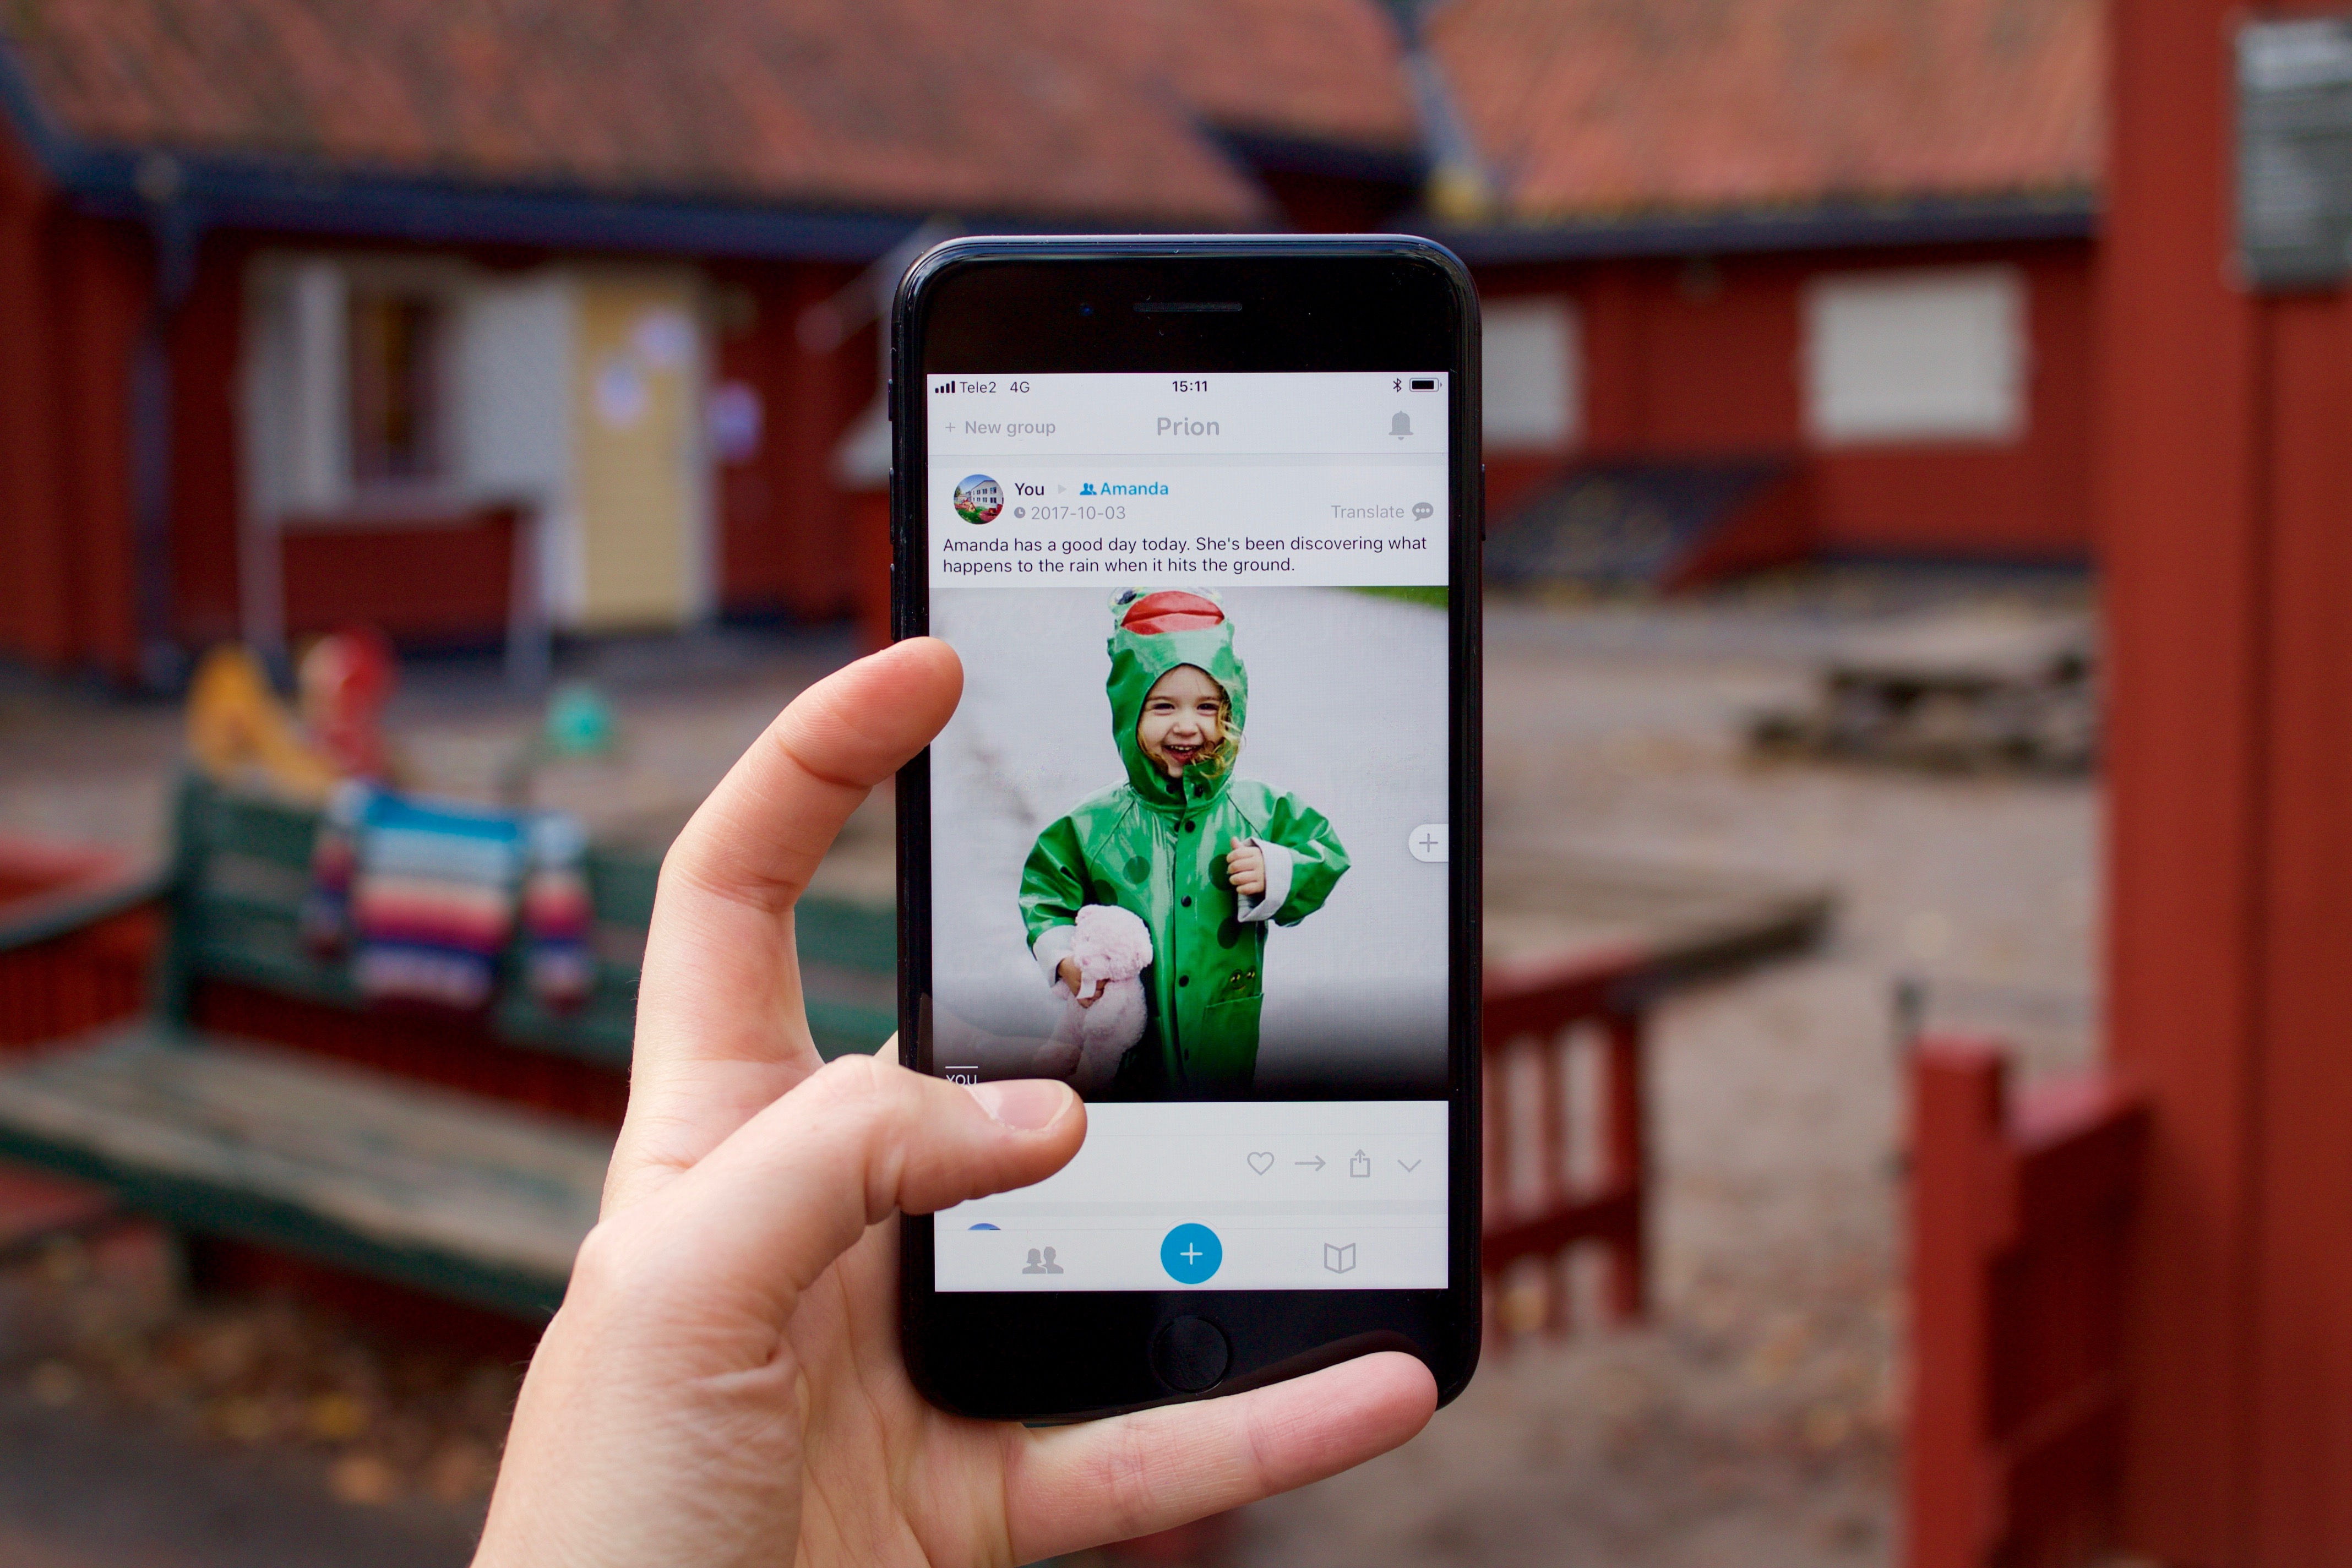 Tele2 4G 15:11
+ New group Prion
You Amanda
2017-10-03 Translate
Amanda has a good day today. She's been discovering what
happens to the rain when it hits the ground.
YOU